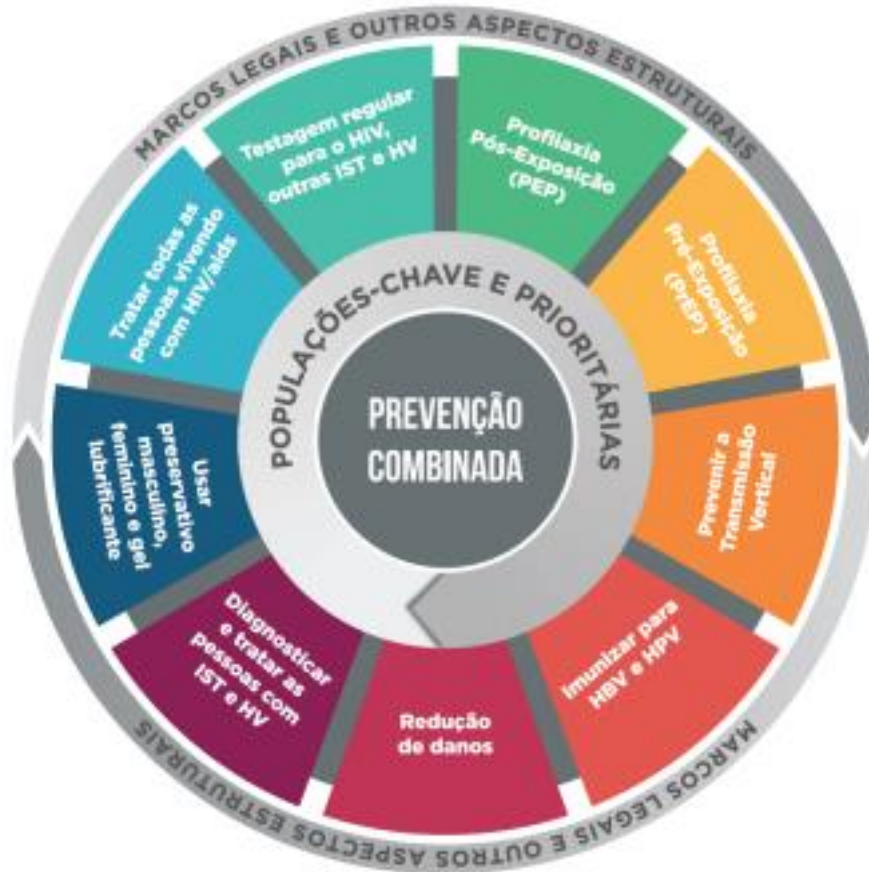 MARCOS LEGAIS E OUTROS ASPECTOS ESTRUTURAIS
Testagem regular
para o HIV,
outras IST e HV
Profilaxia
Pós-Exposição
(PEP)
Profilaxia
Pré-Exposição
(PrEP)
Prevenir a
Transmissão
Vertical
Imunizar para
HBV e HPV
Redução
de danos
Diagnosticar
e tratar as
pessoas com
IST e HV
Usar
preservativo
masculino,
feminino e gel
lubrificante
Tratar todas as
pessoas vivendo
com HIV/aids
POPULAÇÕES-CHAVE E PRIORITÁRIAS
PREVENÇÃO
COMBINADA
MARCOS LEGAIS E OUTROS ASPECTOS ESTRUTURAIS